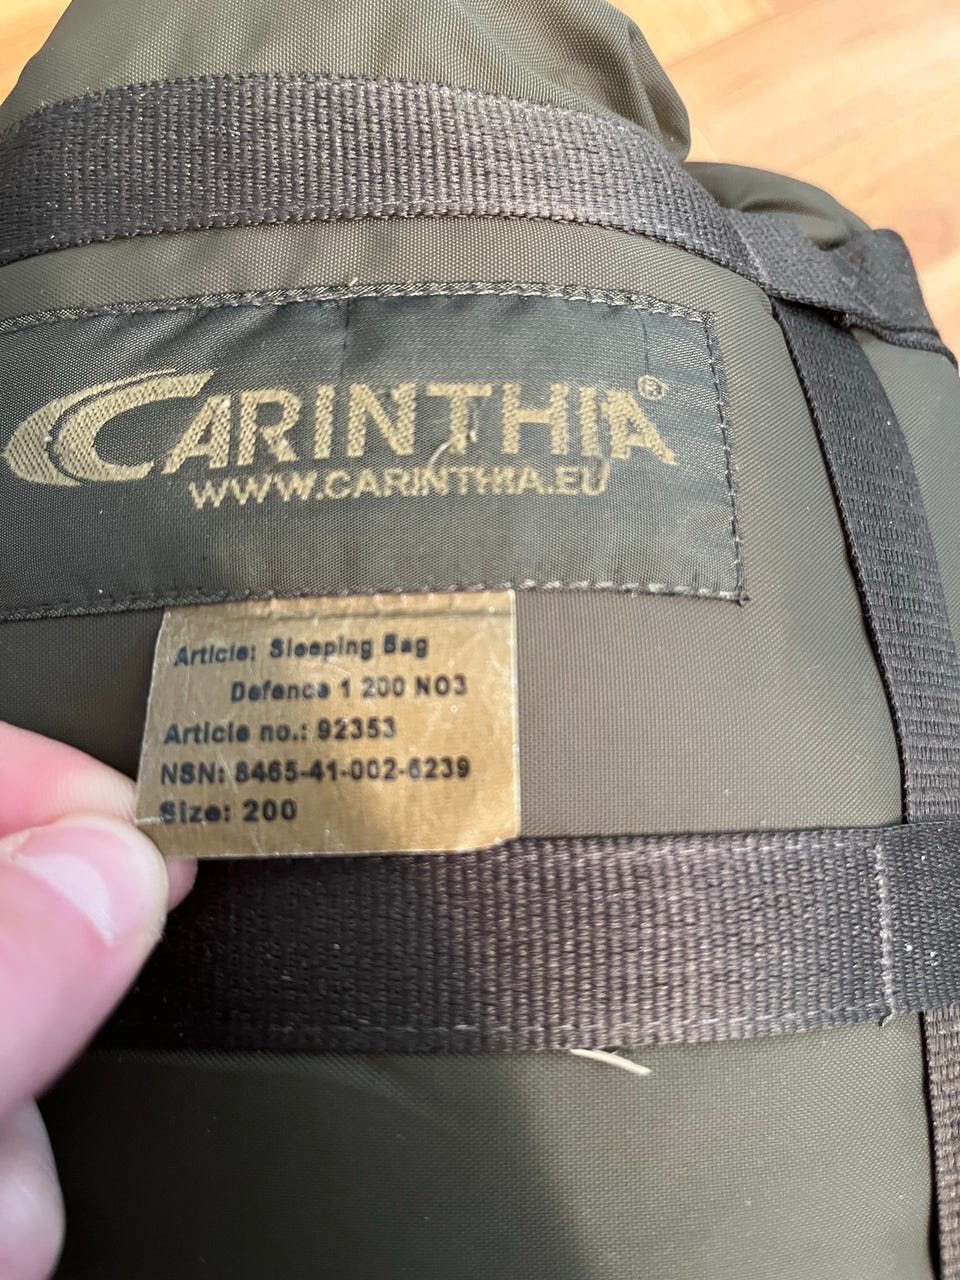 CARINTHIA®
WWW.CARINTHIA.EU
Article: Sleeping Bag
Defence 1 200 NO3
Article no.: 92353
NSN: 8465-41-002-6239
Size: 200